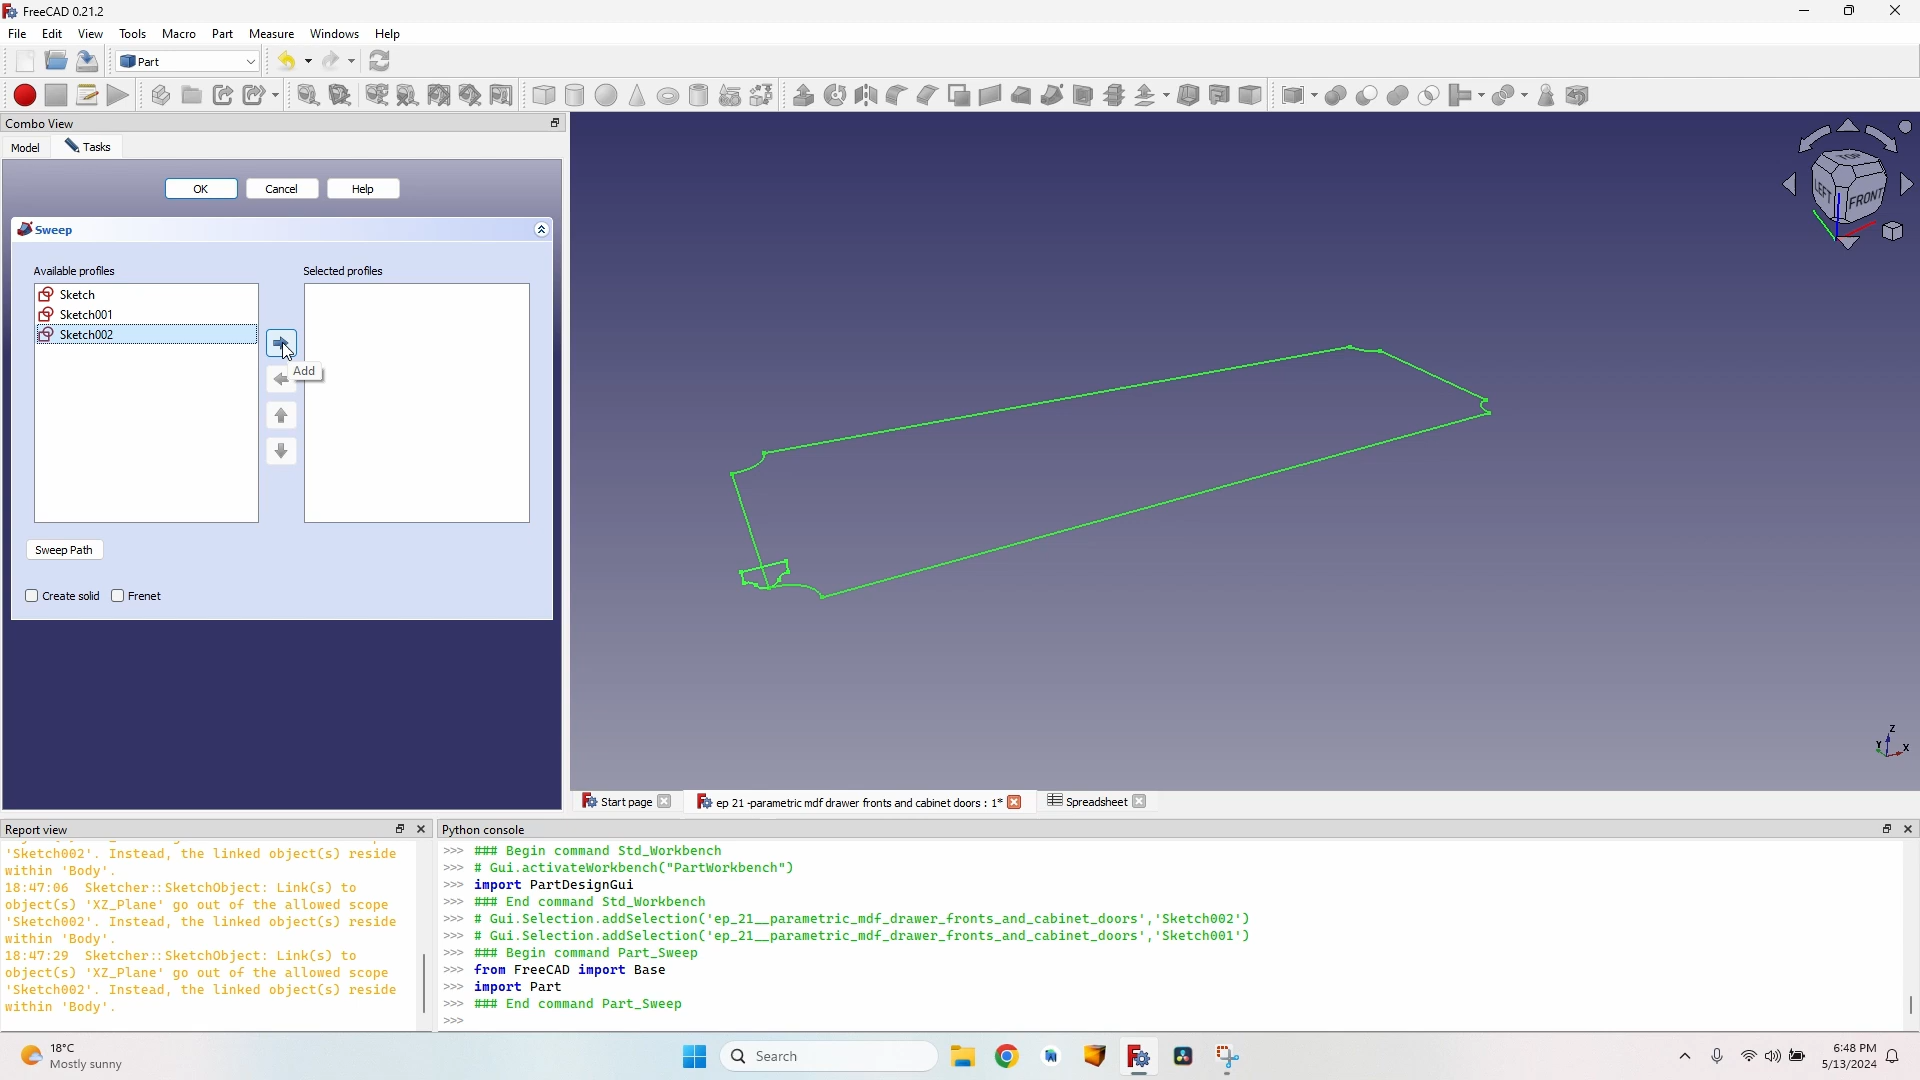 FreeCAD 0.21.2
File Edit View Tools Macro Part Measure Windows Help
Part
Combo View
Model Tasks
OK Cancel Help
Sweep
Available profiles Selected profiles
Sketch
Sketch001
Sketch002
Add
Sweep Path
Create solid Frenet
TOP
LEFT FRONT
Z
Y X
Start page ep 21 -parametric mdf drawer fronts and cabinet doors : 1* Spreadsheet
Report view
'Sketch002'. Instead, the linked object(s) reside
within 'Body'.
18:47:06 Sketcher::SketchObject: Link(s) to
object(s) 'XZ_Plane' go out of the allowed scope
'Sketch002'. Instead, the linked object(s) reside
within 'Body'.
18:47:29 Sketcher::SketchObject: Link(s) to
object(s) 'XZ_Plane' go out of the allowed scope
'Sketch002'. Instead, the linked object(s) reside
within 'Body'.
Python console
>>> ### Begin command Std_Workbench
>>> # Gui.activateWorkbench("PartWorkbench")
>>> import PartDesignGui
>>> ### End command Std_Workbench
>>> # Gui.Selection.addSelection('ep_21__parametric_mdf_drawer_fronts_and_cabinet_doors','Sketch002')
>>> # Gui.Selection.addSelection('ep_21__parametric_mdf_drawer_fronts_and_cabinet_doors','Sketch001')
>>> ### Begin command Part_Sweep
>>> from FreeCAD import Base
>>> import Part
>>> ### End command Part_Sweep
>>>
18°C
Mostly sunny
Search
6:48 PM
5/13/2024